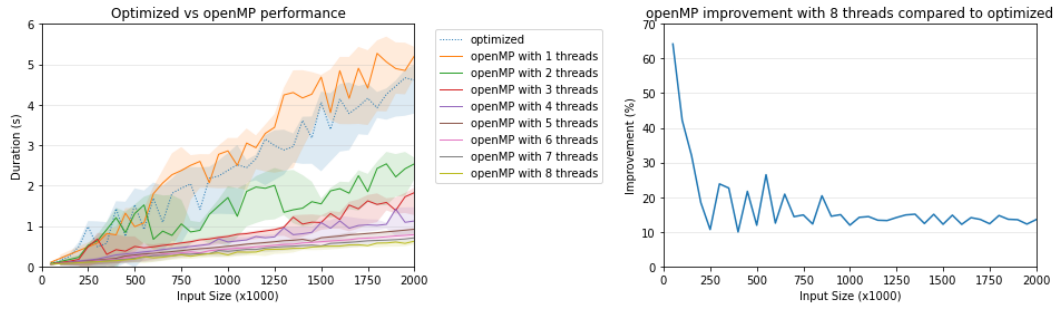 Optimized vs openMP performance
6
5
4
3
2
1
0
Duration (s)
0
250
500
750
1000
1250
1500
1750
2000
Input Size (x1000)
optimized
openMP with 1 threads
openMP with 2 threads
openMP with 3 threads
openMP with 4 threads
openMP with 5 threads
openMP with 6 threads
openMP with 7 threads
openMP with 8 threads
openMP improvement with 8 threads compared to optimized
70
60
50
40
30
20
10
0
Improvement (%)
0
250
500
750
1000
1250
1500
1750
2000
Input Size (x1000)